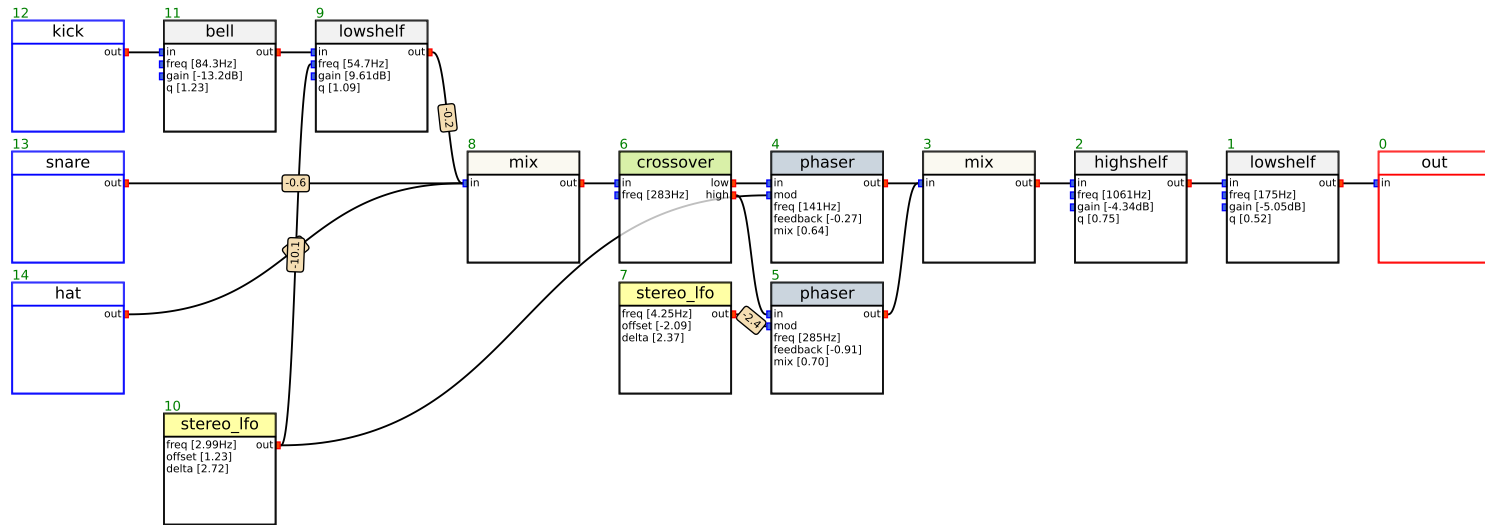 12
kick
out
11
bell
in out
freq [84.3Hz]
gain [-13.2dB]
q [1.23]
9
lowshelf
in out
freq [54.7Hz]
gain [9.61dB]
q [1.09]
-0.2
13
snare
out
-0.6
-10.1
14
hat
out
10
stereo_lfo
freq [2.99Hz] out
offset [1.23]
delta [2.72]
8
mix
in out
6
crossover
in low
freq [283Hz] high
7
stereo_lfo
freq [4.25Hz] out
offset [-2.09]
delta [2.37]
-2.4
4
phaser
in out
mod
freq [141Hz]
feedback [-0.27]
mix [0.64]
5
phaser
in out
mod
freq [285Hz]
feedback [-0.91]
mix [0.70]
3
mix
in out
2
highshelf
in out
freq [1061Hz]
gain [-4.34dB]
q [0.75]
1
lowshelf
in out
freq [175Hz]
gain [-5.05dB]
q [0.52]
0
out
in